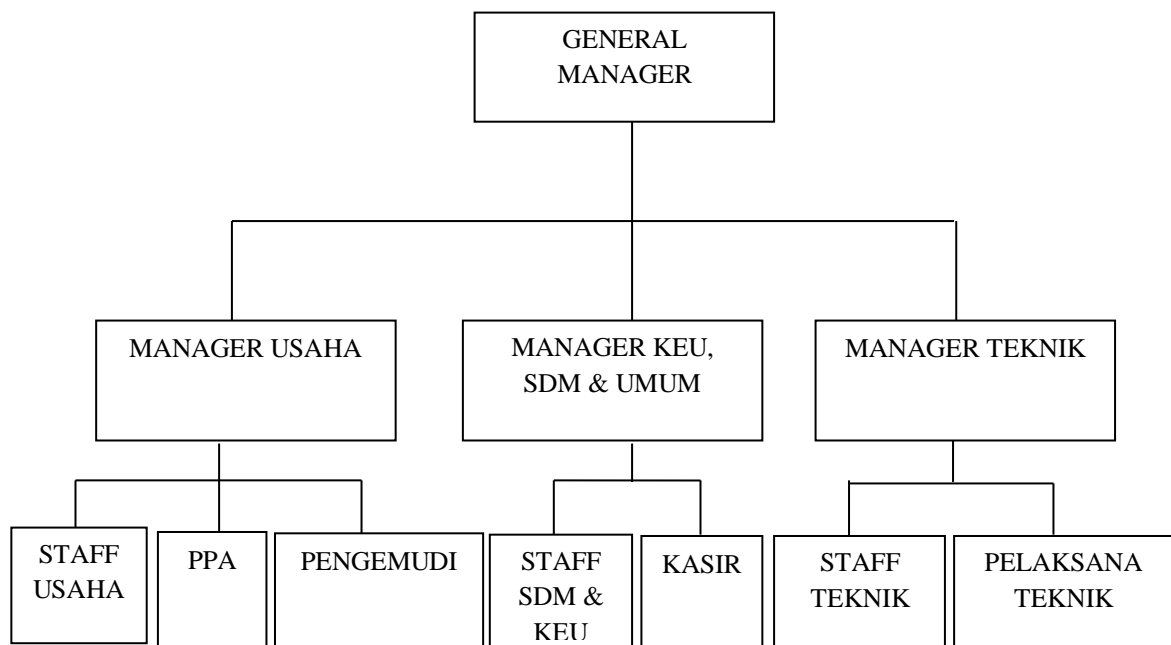 GENERAL
MANAGER
MANAGER USAHA
MANAGER KEU,
SDM & UMUM
MANAGER TEKNIK
STAFF
USAHA
PPA
PENGEMUDI
STAFF
SDM &
KEU
KASIR
STAFF
TEKNIK
PELAKSANA
TEKNIK